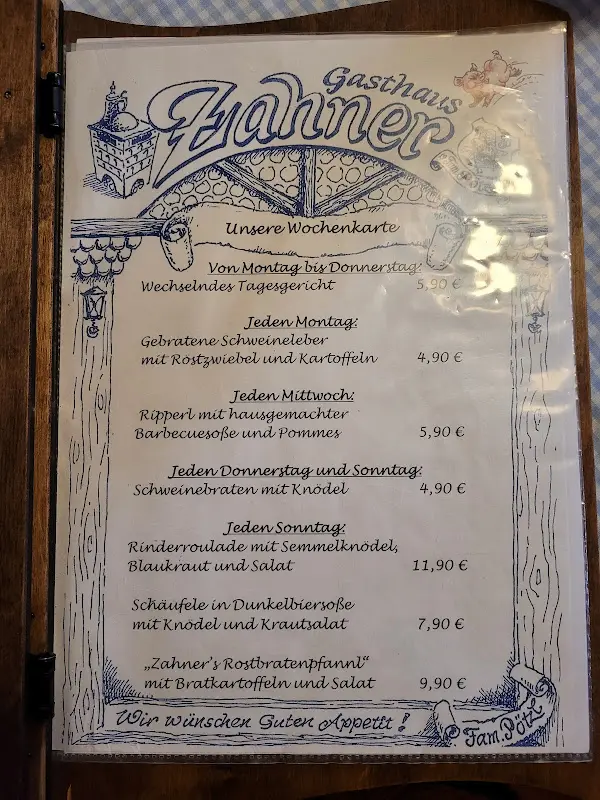 Gasthaus
Zahner
Unsere Wochenkarte
Von Montag bis Donnerstag:
Wechselndes Tagesgericht 5,90 €
Jeden Montag:
Gebratene Schweineleber
mit Rostzwiebel und Kartoffeln 4,90 €
Jeden Mittwoch:
Ripperl mit hausgemachter
Barbecuesoße und Pommes 5,90 €
Jeden Donnerstag und Sonntag:
Schweinebraten mit Knödel 4,90 €
Jeden Sonntag:
Rinderroulade mit Semmelknödel,
Blaukraut und Salat 11,90 €
Schäufele in Dunkelbiersoße
mit Knödel und Krautsalat 7,90 €
„Zahner's Rostbratenpfannl“
mit Bratkartoffeln und Salat 9,90 €
Wir wünschen Guten Appetit!
Fam. Pötzl